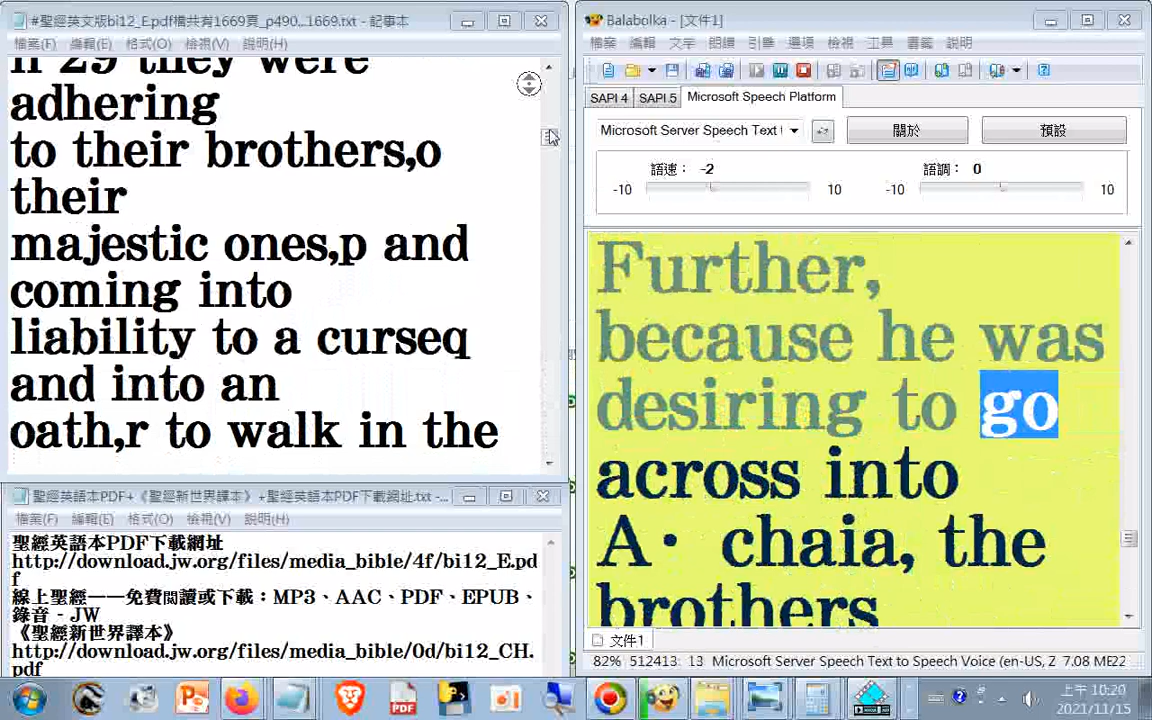 #聖經英文版bi12_E.pdf檔共有1669頁_p490...1669.txt - 記事本
檔案(F) 編輯(E) 格式(O) 檢視(V) 說明(H)
they were
adhering
to their brothers,o
their
majestic ones,p and
coming into
liability to a curseq
and into an
oath,r to walk in the
聖經英語本PDF+《聖經新世界譯本》+聖經英語本PDF下載網址.txt - ...
檔案(F) 編輯(E) 格式(O) 檢視(V) 說明(H)
聖經英語本PDF下載網址
http://download.jw.org/files/media_bible/4f/bi12_E.pd
f
線上聖經——免費閱讀或下載：MP3、AAC、PDF、EPUB、
錄音 - JW
《聖經新世界譯本》
http://download.jw.org/files/media_bible/0d/bi12_CH.
pdf
Balabolka - [文件1]
檔案 編輯 文字 朗讀 引擎 選項 檢視 工具 書籤 說明
SAPI 4 SAPI 5 Microsoft Speech Platform
Microsoft Server Speech Text 關於 預設
語速： -2 語調： 0
-10 10 -10 10
Further,
because he was
desiring to go
across into
A‧ chaia, the
brothers
文件1
82% 512413: 13 Microsoft Server Speech Text to Speech Voice (en-US, Z 7.08 ME22
上午 10:20
2021/11/15